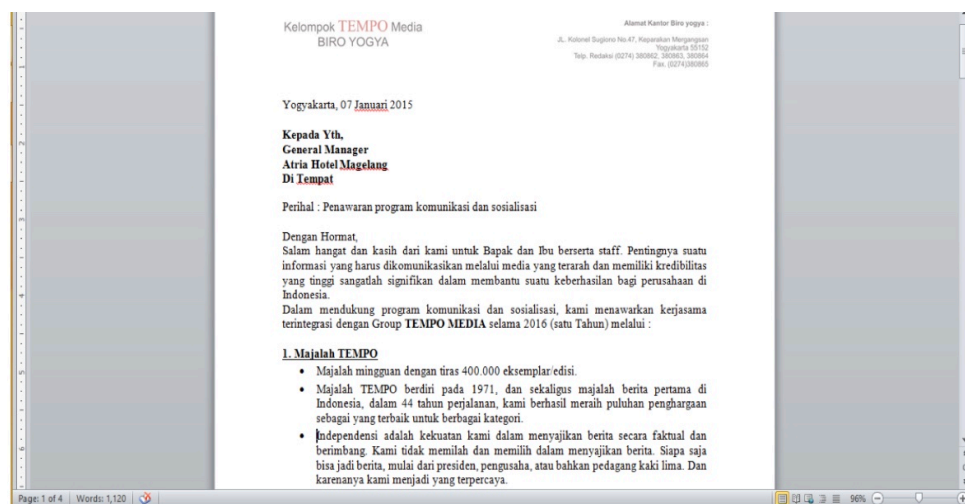 Kelompok TEMPO Media
BIRO YOGYA
Alamat Kantor Biro yogya :
JL. Kolonel Sugiono No.47, Keparakan Mergangsan
Yogyakarta 55152
Telp. Redaksi (0274) 380862, 380863, 380864
Fax. (0274)380865
Yogyakarta, 07 Januari 2015
Kepada Yth,
General Manager
Atria Hotel Magelang
Di Tempat
Perihal : Penawaran program komunikasi dan sosialisasi
Dengan Hormat,
Salam hangat dan kasih dari kami untuk Bapak dan Ibu berserta staff. Pentingnya suatu
informasi yang harus dikomunikasikan melalui media yang terarah dan memiliki kredibilitas
yang tinggi sangatlah signifikan dalam membantu suatu keberhasilan bagi perusahaan di
Indonesia.
Dalam mendukung program komunikasi dan sosialisasi, kami menawarkan kerjasama
terintegrasi dengan Group TEMPO MEDIA selama 2016 (satu Tahun) melalui :
1. Majalah TEMPO
• Majalah mingguan dengan tiras 400.000 eksemplar/edisi.
• Majalah TEMPO berdiri pada 1971, dan sekaligus majalah berita pertama di
Indonesia, dalam 44 tahun perjalanan, kami berhasil meraih puluhan penghargaan
sebagai yang terbaik untuk berbagai kategori.
• Independensi adalah kekuatan kami dalam menyajikan berita secara faktual dan
berimbang. Kami tidak memilah dan memilih dalam menyajikan berita. Siapa saja
bisa jadi berita, mulai dari presiden, pengusaha, atau bahkan pedagang kaki lima. Dan
karenanya kami menjadi yang terpercaya.
Page: 1 of 4 Words: 1,120 96%